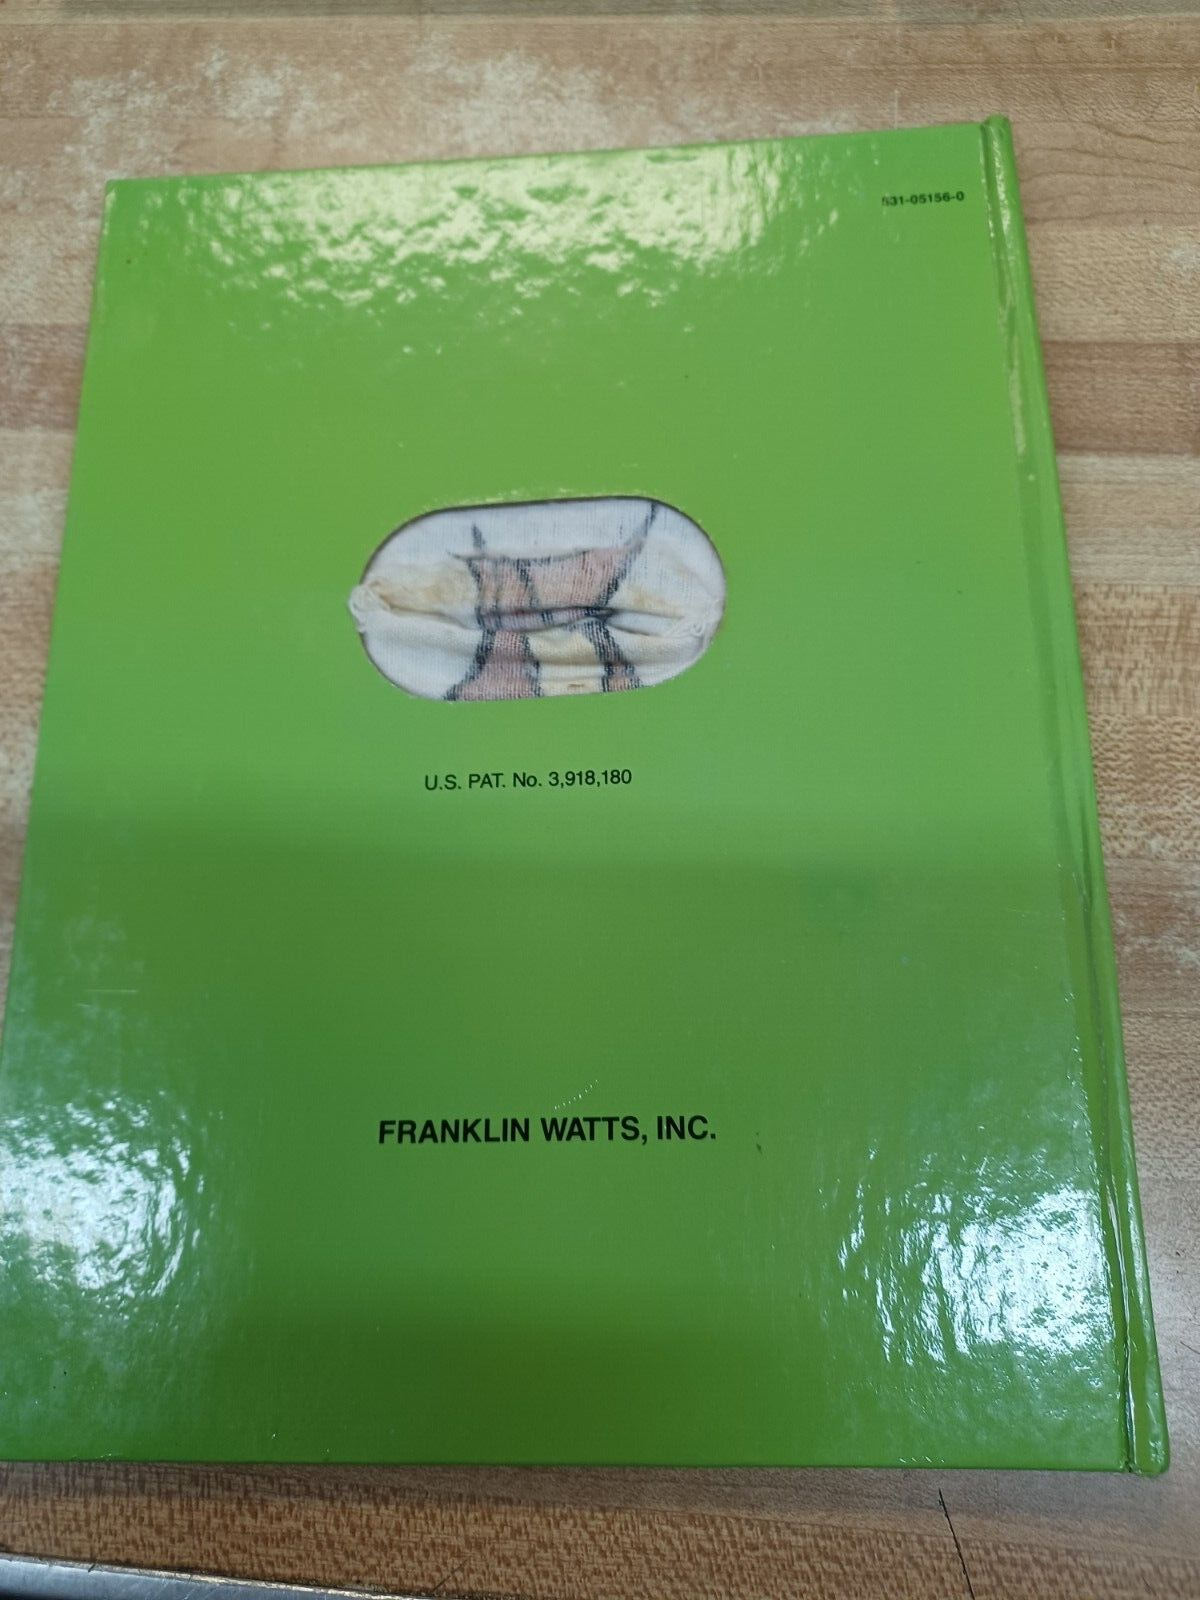 531-05156-0
U.S. PAT. No. 3,918,180
FRANKLIN WATTS, INC.